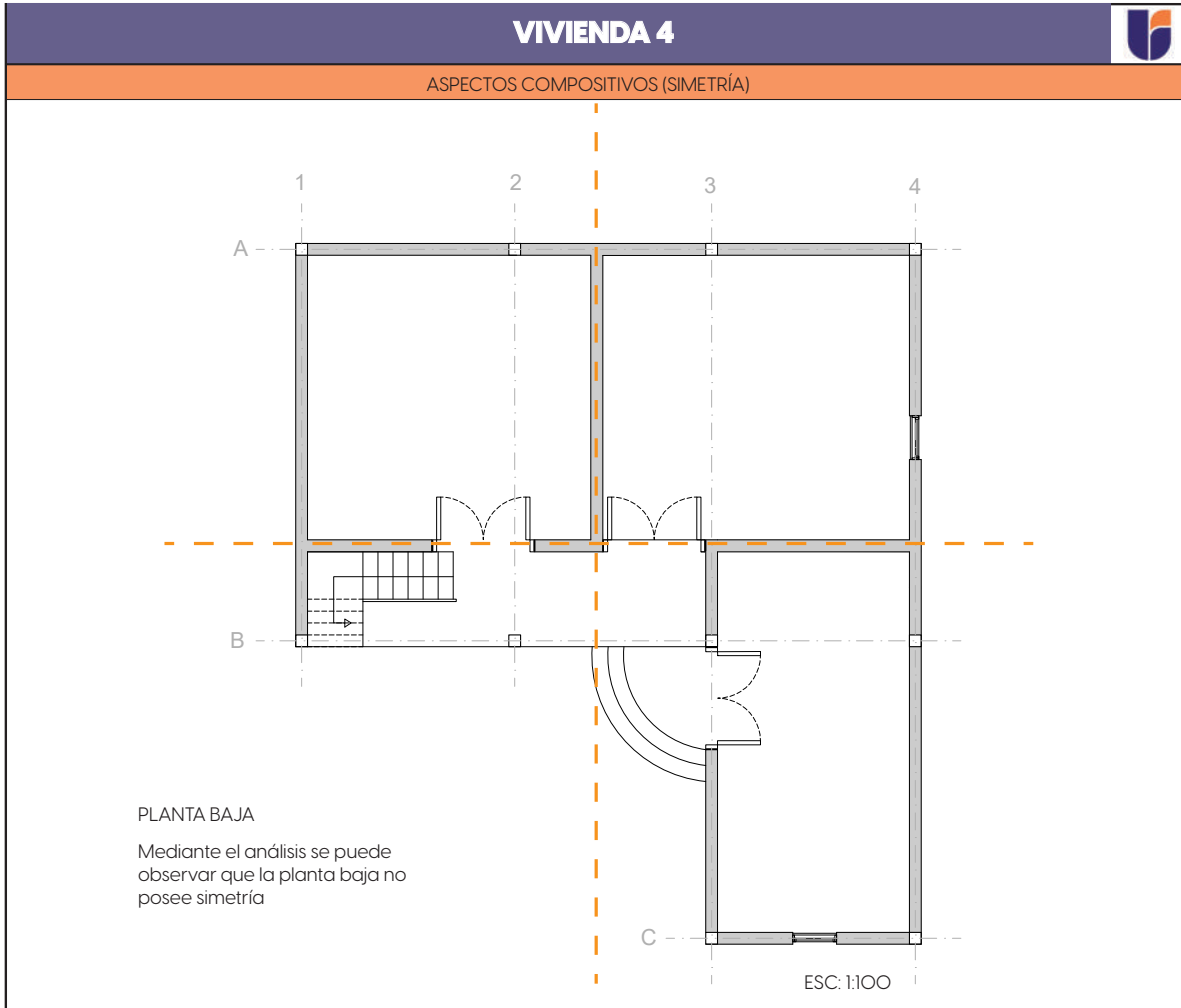 VIVIENDA 4
ASPECTOS COMPOSITIVOS (SIMETRÍA)
1
2
3
4
A
B
C
PLANTA BAJA
Mediante el análisis se puede
observar que la planta baja no
posee simetría
ESC: 1:100